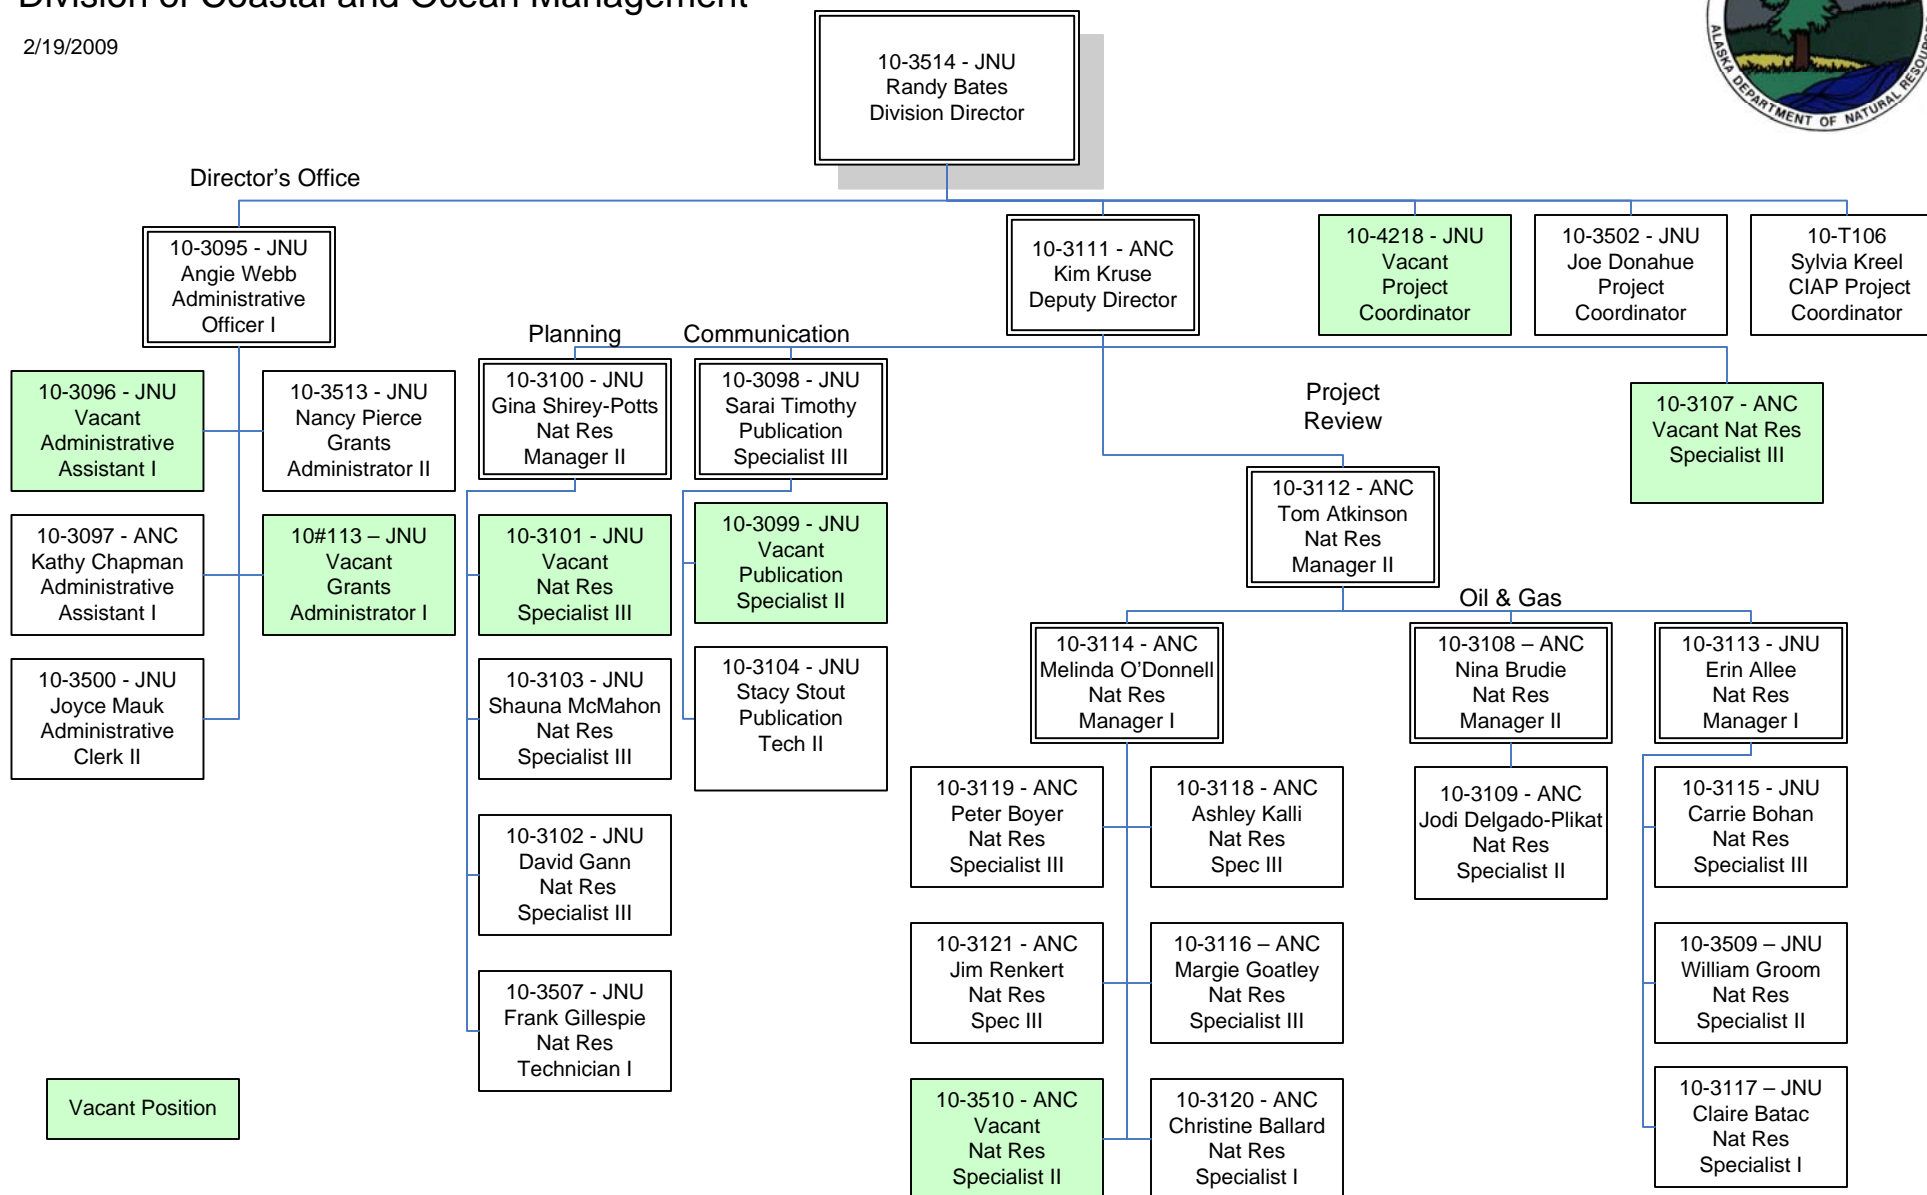 Division of Coastal and Ocean Management
2/19/2009
ALASKA DEPARTMENT OF NATURAL RESOURCES
10-3514 - JNU
Randy Bates
Division Director
Director's Office
10-3095 - JNU
Angie Webb
Administrative
Officer I
10-3111 - ANC
Kim Kruse
Deputy Director
10-4218 - JNU
Vacant
Project
Coordinator
10-3502 - JNU
Joe Donahue
Project
Coordinator
10-T106
Sylvia Kreel
CIAP Project
Coordinator
Planning
Communication
10-3096 - JNU
Vacant
Administrative
Assistant I
10-3513 - JNU
Nancy Pierce
Grants
Administrator II
10-3100 - JNU
Gina Shirey-Potts
Nat Res
Manager II
10-3098 - JNU
Sarai Timothy
Publication
Specialist III
Project
Review
10-3107 - ANC
Vacant Nat Res
Specialist III
10-3112 - ANC
Tom Atkinson
Nat Res
Manager II
10-3097 - ANC
Kathy Chapman
Administrative
Assistant I
10#113 – JNU
Vacant
Grants
Administrator I
10-3101 - JNU
Vacant
Nat Res
Specialist III
10-3099 - JNU
Vacant
Publication
Specialist II
Oil & Gas
10-3500 - JNU
Joyce Mauk
Administrative
Clerk II
10-3103 - JNU
Shauna McMahon
Nat Res
Specialist III
10-3104 - JNU
Stacy Stout
Publication
Tech II
10-3114 - ANC
Melinda O'Donnell
Nat Res
Manager I
10-3108 – ANC
Nina Brudie
Nat Res
Manager II
10-3113 - JNU
Erin Allee
Nat Res
Manager I
10-3119 - ANC
Peter Boyer
Nat Res
Specialist III
10-3118 - ANC
Ashley Kalli
Nat Res
Spec III
10-3109 - ANC
Jodi Delgado-Plikat
Nat Res
Specialist II
10-3115 - JNU
Carrie Bohan
Nat Res
Specialist III
10-3102 - JNU
David Gann
Nat Res
Specialist III
10-3121 - ANC
Jim Renkert
Nat Res
Spec III
10-3116 – ANC
Margie Goatley
Nat Res
Specialist III
10-3509 – JNU
William Groom
Nat Res
Specialist II
10-3507 - JNU
Frank Gillespie
Nat Res
Technician I
Vacant Position
10-3510 - ANC
Vacant
Nat Res
Specialist II
10-3120 - ANC
Christine Ballard
Nat Res
Specialist I
10-3117 – JNU
Claire Batac
Nat Res
Specialist I